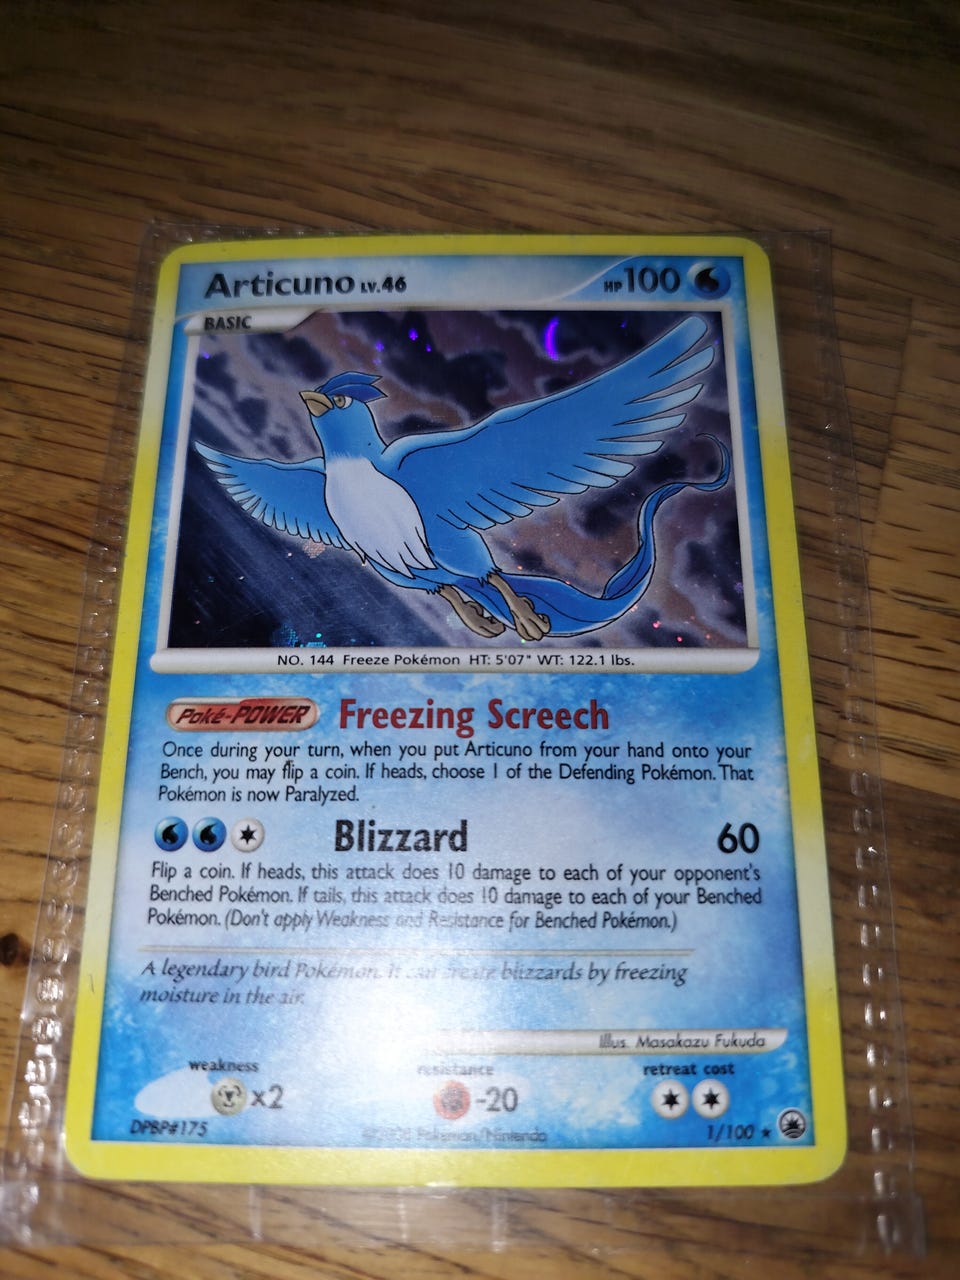 Articuno LV.46 HP 100
BASIC
NO. 144 Freeze Pokémon HT: 5'07" WT: 122.1 lbs.
Poké-POWER Freezing Screech
Once during your turn, when you put Articuno from your hand onto your
Bench, you may flip a coin. If heads, choose 1 of the Defending Pokémon. That
Pokémon is now Paralyzed.
Blizzard 60
Flip a coin. If heads, this attack does 10 damage to each of your opponent's
Benched Pokémon. If tails, this attack does 10 damage to each of your Benched
Pokémon. (Don't apply Weakness and Resistance for Benched Pokémon.)
A legendary bird Pokémon. It can create blizzards by freezing
moisture in the air.
Illus. Masakazu Fukuda
weakness resistance retreat cost
x2 -20
DPBP#175 Pokémon/Nintendo 1/100 ★